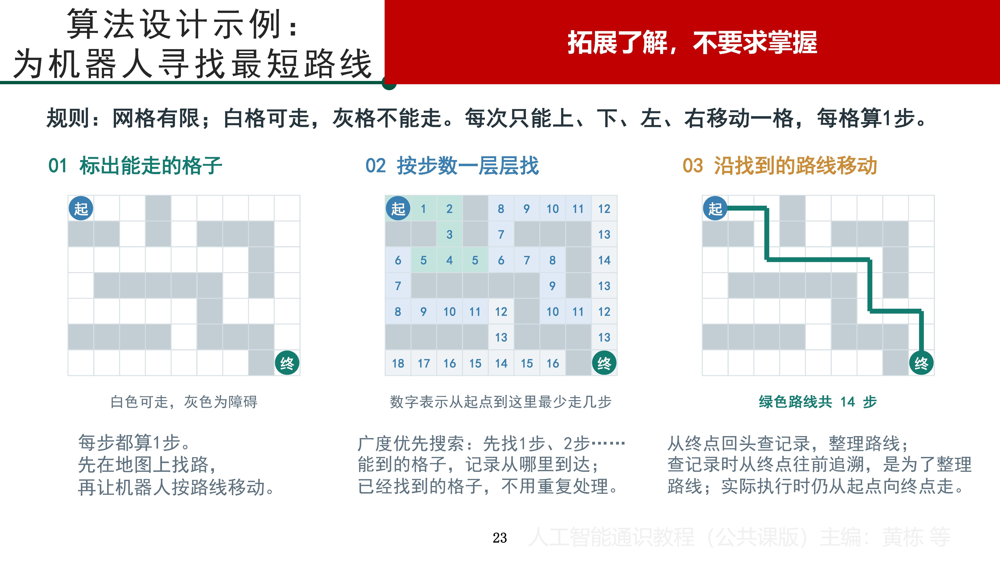 算法设计示例：
为机器人寻找最短路线
拓展了解，不要求掌握
规则：网格有限；白格可走，灰格不能走。每次只能上、下、左、右移动一格，每格算1步。
01 标出能走的格子
起
终
白色可走，灰色为障碍
每步都算1步。
先在地图上找路，
再让机器人按路线移动。
02 按步数一层层找
起 1 2 8 9 10 11 12
3 7 13
6 5 4 5 6 7 8 14
7 9 13
8 9 10 11 12 10 11 12
13 13
18 17 16 15 14 15 16 终
数字表示从起点到这里最少走几步
广度优先搜索：先找1步、2步……
能到的格子，记录从哪里到达；
已经找到的格子，不用重复处理。
03 沿找到的路线移动
起
终
绿色路线共 14 步
从终点回头查记录，整理路线；
查记录时从终点往前追溯，是为了整理
路线；实际执行时仍从起点向终点走。
23
人工智能通识教程（公共课版）主编：黄栋 等